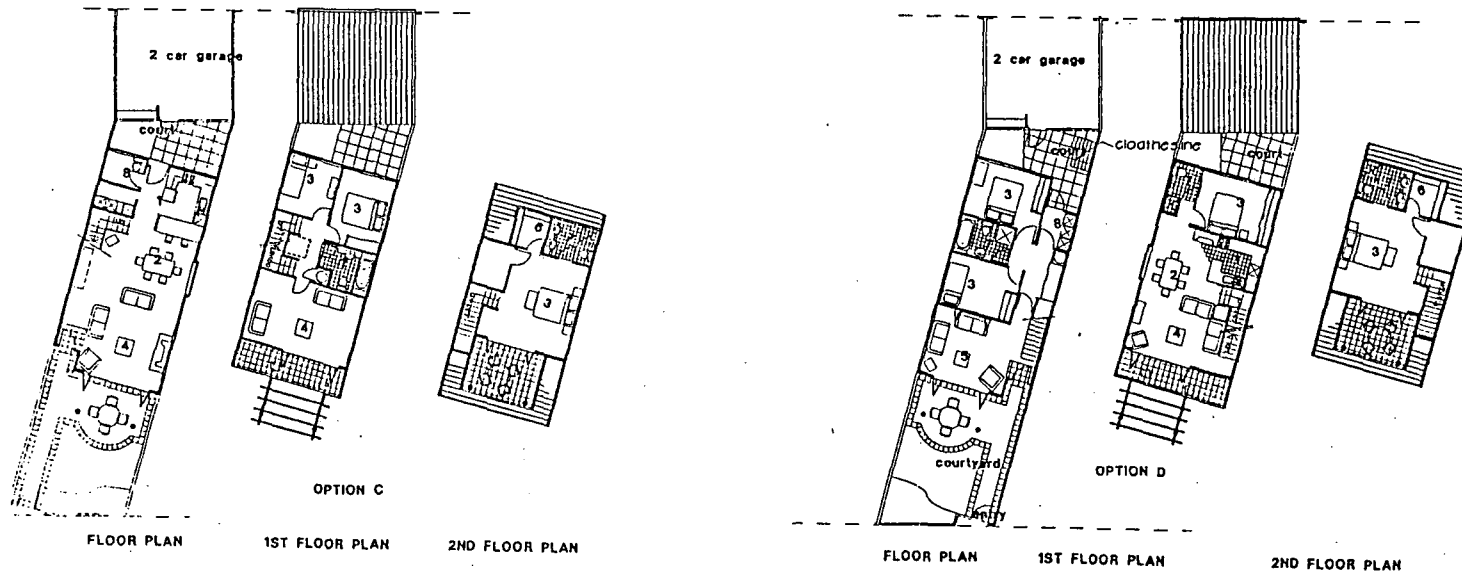 2 car garage
court
8
3
3
6
2
3
4
4
OPTION C
FLOOR PLAN
1ST FLOOR PLAN
2ND FLOOR PLAN
2 car garage
court
cloathesine
court
3
3
6
8
3
2
3
4
5
courtyard
OPTION D
entry
FLOOR PLAN
1ST FLOOR PLAN
2ND FLOOR PLAN